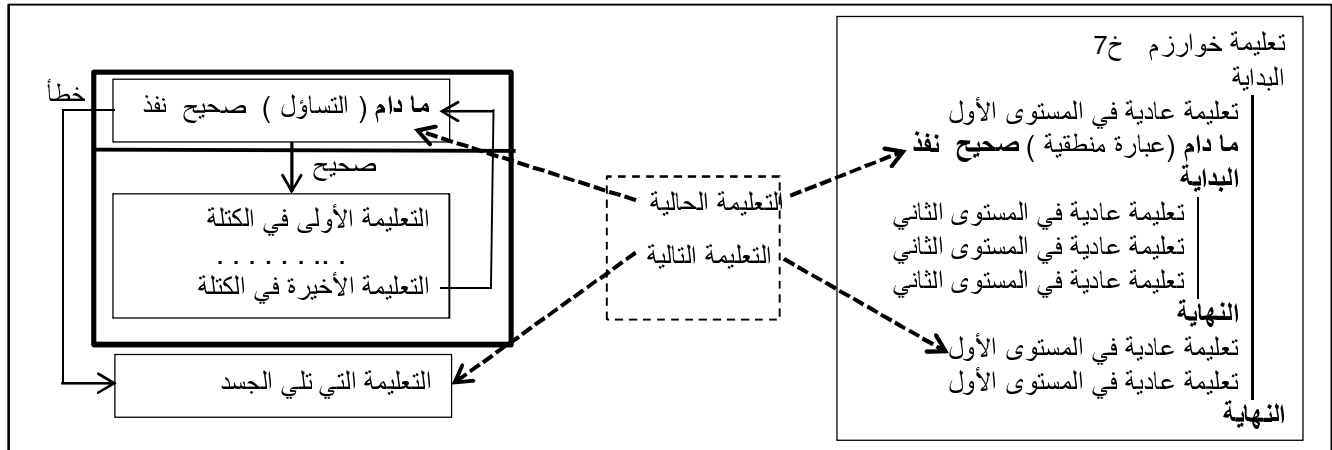 تعليمة خوارزم خ7
البداية
تعليمة عادية في المستوى الأول
ما دام (عبارة منطقية ) صحيح نفذ
البداية
تعليمة عادية في المستوى الثاني
تعليمة عادية في المستوى الثاني
تعليمة عادية في المستوى الثاني
النهاية
تعليمة عادية في المستوى الأول
تعليمة عادية في المستوى الأول
النهاية
التعليمة الحالية
التعليمة التالية
ما دام ( التساؤل ) صحيح نفذ
خطأ
صحيح
التعليمة الأولى في الكتلة
. . . . . . .. .
التعليمة الأخيرة في الكتلة
التعليمة التي تلي الجسد